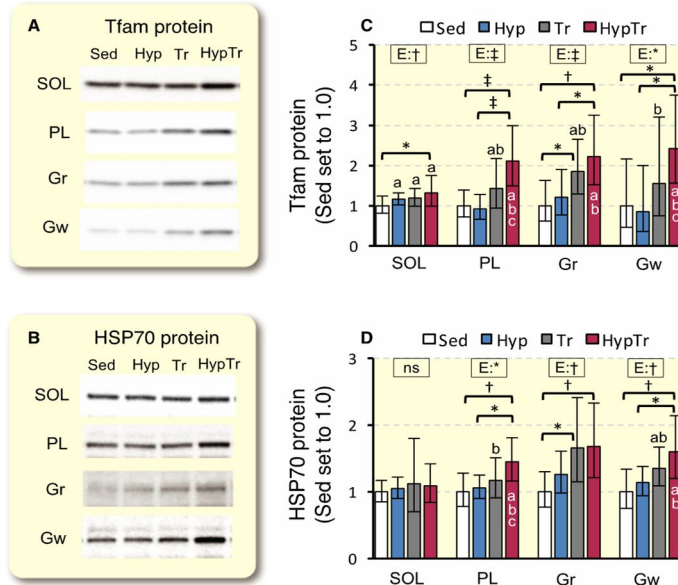 A
Tfam protein
Sed Hyp Tr HypTr
SOL
PL
Gr
Gw
B
HSP70 protein
Sed Hyp Tr HypTr
SOL
PL
Gr
Gw
C
Sed Hyp Tr HypTr
Tfam protein
(Sed set to 1.0)
5
4
3
2
1
0
E:† E:‡ E:‡ E:*
* ‡ † *
‡ * *
* b
ab ab
a a a a
a b c
a b
a b c
SOL PL Gr Gw
D
Sed Hyp Tr HypTr
HSP70 protein
(Sed set to 1.0)
3
2
1
0
ns E:* E:† E:†
† † †
* * *
b ab
a b c
a b
SOL PL Gr Gw